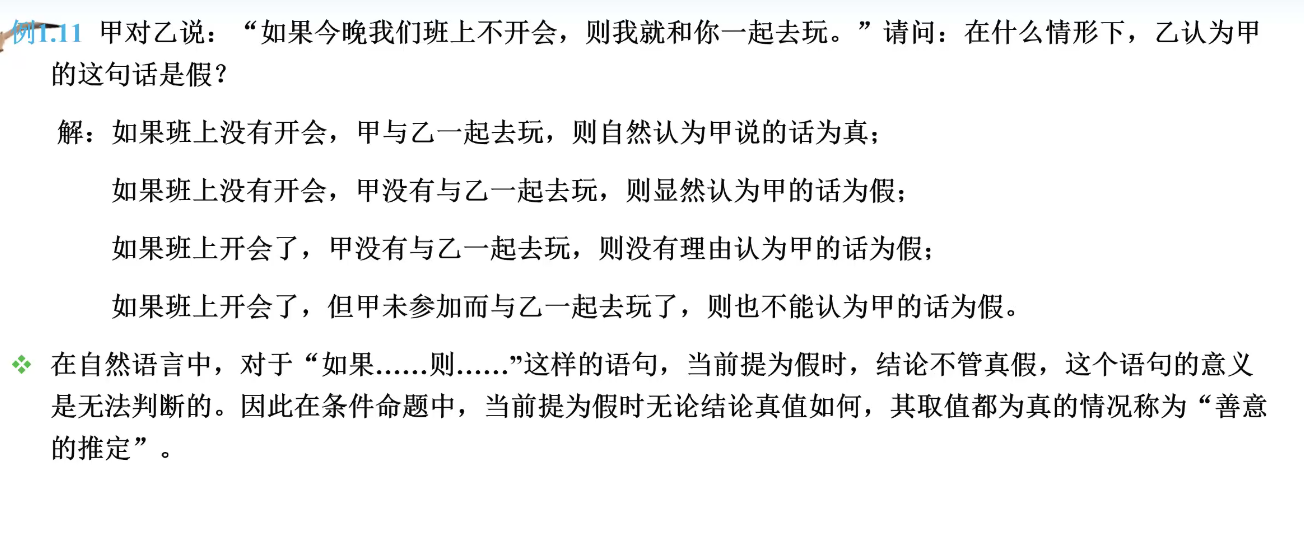 例1.11 甲对乙说：“如果今晚我们班上不开会，则我就和你一起去玩。”请问：在什么情形下，乙认为甲
的这句话是假？
解：如果班上没有开会，甲与乙一起去玩，则自然认为甲说的话为真；
如果班上没有开会，甲没有与乙一起去玩，则显然认为甲的话为假；
如果班上开会了，甲没有与乙一起去玩，则没有理由认为甲的话为假；
如果班上开会了，但甲未参加而与乙一起去玩了，则也不能认为甲的话为假。
在自然语言中，对于“如果……则……”这样的语句，当前提为假时，结论不管真假，这个语句的意义
是无法判断的。因此在条件命题中，当前提为假时无论结论真值如何，其取值都为真的情况称为“善意
的推定”。